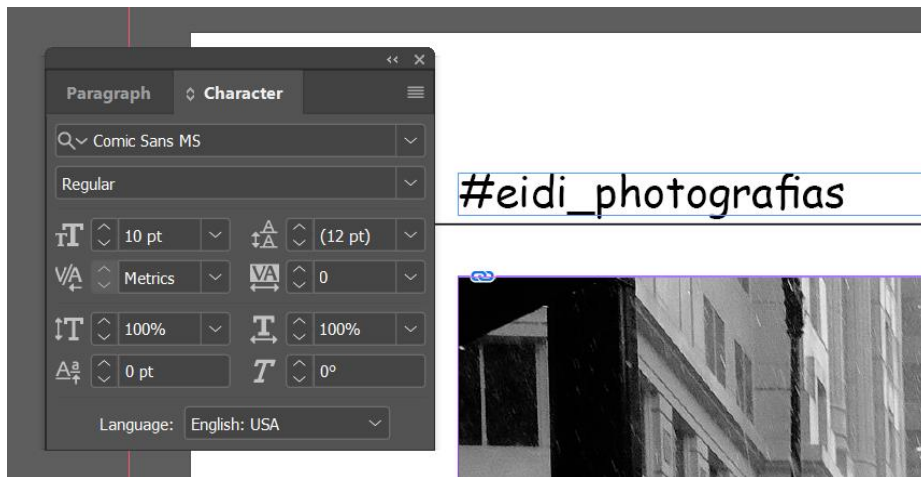 Paragraph Character
Comic Sans MS
Regular
10 pt (12 pt)
Metrics 0
100% 100%
0 pt 0°
Language: English: USA
#eidi_photografias